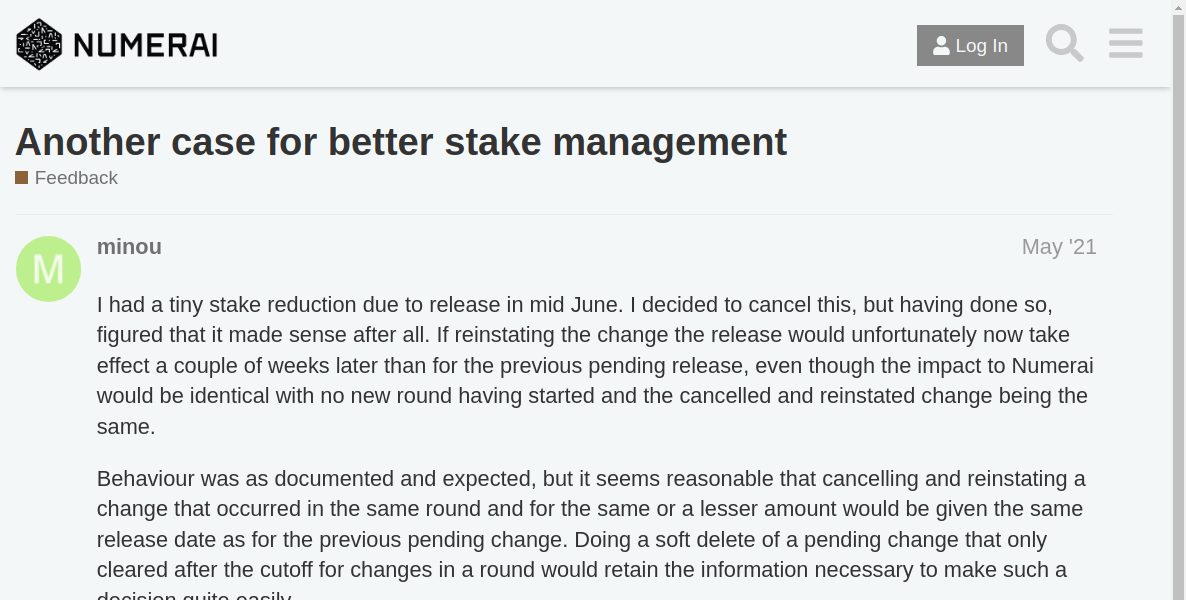 NUMERAI
Log In
Another case for better stake management
Feedback
M
minou
May '21
I had a tiny stake reduction due to release in mid June. I decided to cancel this, but having done so,
figured that it made sense after all. If reinstating the change the release would unfortunately now take
effect a couple of weeks later than for the previous pending release, even though the impact to Numerai
would be identical with no new round having started and the cancelled and reinstated change being the
same.
Behaviour was as documented and expected, but it seems reasonable that cancelling and reinstating a
change that occurred in the same round and for the same or a lesser amount would be given the same
release date as for the previous pending change. Doing a soft delete of a pending change that only
cleared after the cutoff for changes in a round would retain the information necessary to make such a
decision quite easily.